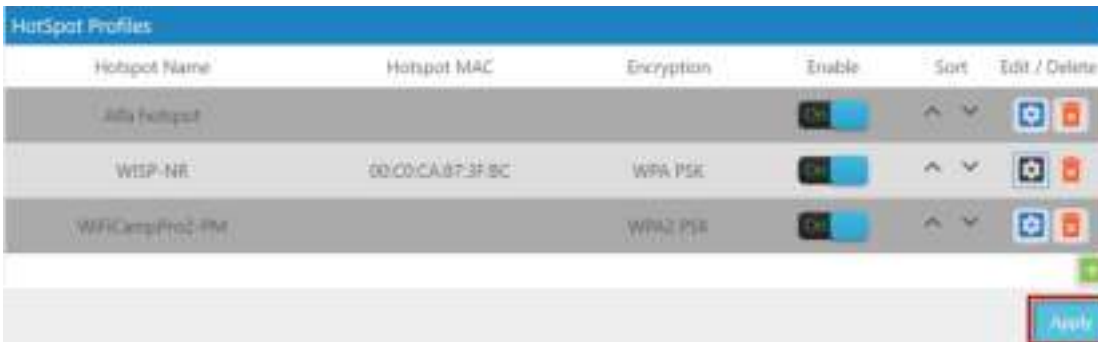 HotSpot Profiles
Hotspot Name Hotspot MAC Encryption Enable Sort Edit / Delete
Alfa hotspot On
WISP-NR 00:C0:CA:87:3F:BC WPA PSK On
WiFiCampPro2-PM WPA2 PSK On
Apply